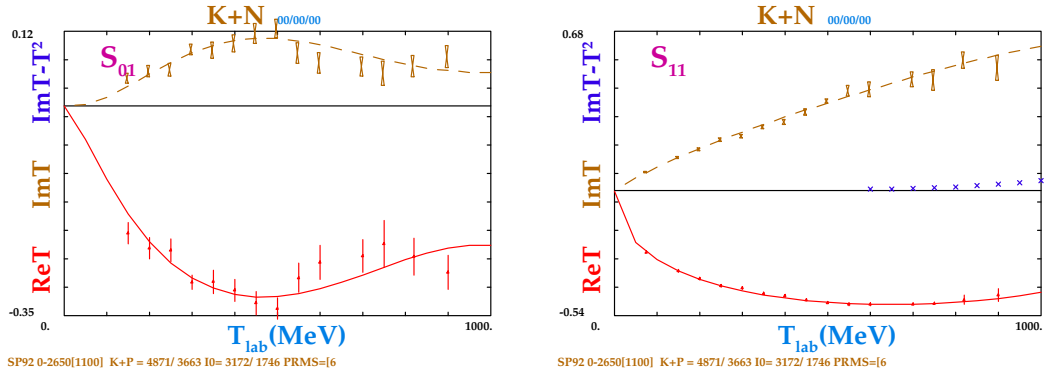 K+N 00/00/00
0.12
S01
ImT-T²
ImT
ReT
-0.35
0.
1000.
Tlab(MeV)
SP92 0-2650[1100] K+P = 4871/ 3663 I0= 3172/ 1746 PRMS=[6
K+N 00/00/00
0.68
S11
ImT-T²
ImT
ReT
-0.54
0.
1000.
Tlab(MeV)
SP92 0-2650[1100] K+P = 4871/ 3663 I0= 3172/ 1746 PRMS=[6